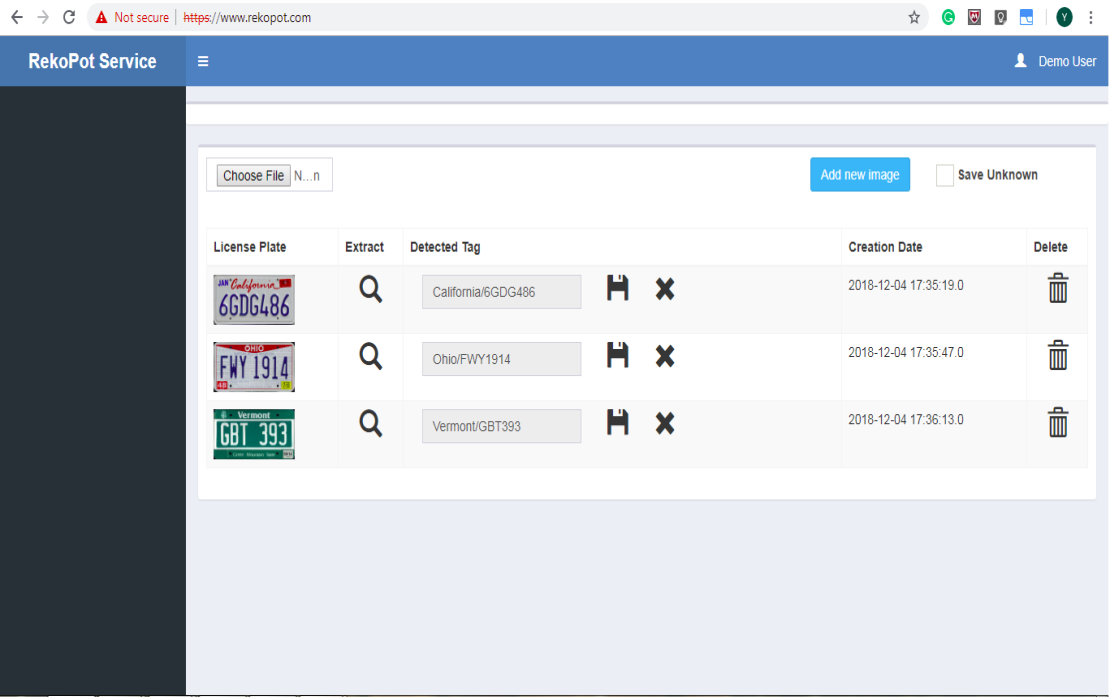 Not secure | https://www.rekopot.com
Y
RekoPot Service
Demo User
Choose File N...n
Add new image
Save Unknown
License Plate Extract Detected Tag Creation Date Delete
JAN California
6GDG486
California/6GDG486
2018-12-04 17:35:19.0
OHIO
FWY 1914
Ohio/FWY1914
2018-12-04 17:35:47.0
Vermont
GBT 393
Green Mountain State
Vermont/GBT393
2018-12-04 17:36:13.0